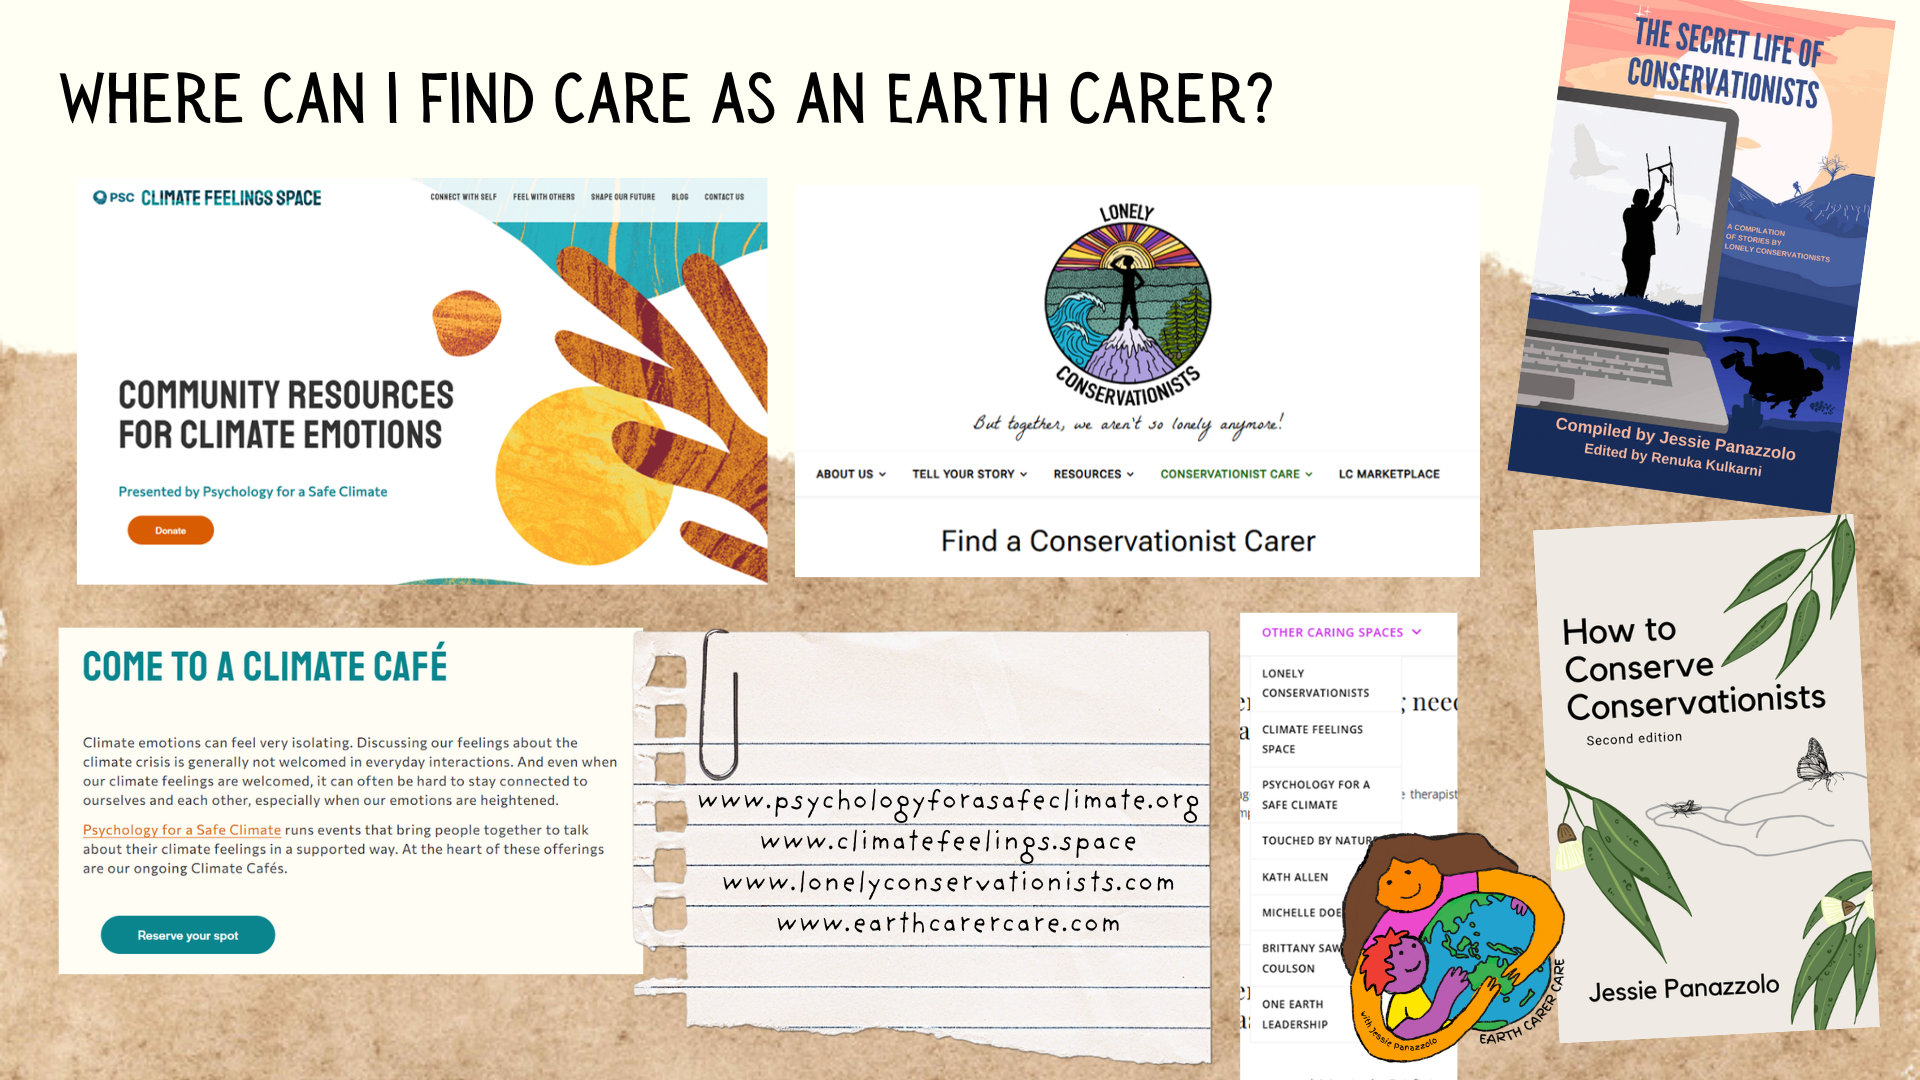 WHERE CAN I FIND CARE AS AN EARTH CARER?
PSC CLIMATE FEELINGS SPACE
CONNECT WITH SELF FEEL WITH OTHERS SHAPE OUR FUTURE BLOG CONTACT US
COMMUNITY RESOURCES
FOR CLIMATE EMOTIONS
Presented by Psychology for a Safe Climate
Donate
LONELY
CONSERVATIONISTS
But together, we aren't so lonely anymore!
ABOUT US TELL YOUR STORY RESOURCES CONSERVATIONIST CARE LC MARKETPLACE
Find a Conservationist Carer
THE SECRET LIFE OF
CONSERVATIONISTS
A COMPILATION
OF STORIES BY
LONELY CONSERVATIONISTS
Compiled by Jessie Panazzolo
Edited by Renuka Kulkarni
COME TO A CLIMATE CAFÉ
Climate emotions can feel very isolating. Discussing our feelings about the
climate crisis is generally not welcomed in everyday interactions. And even when
our climate feelings are welcomed, it can often be hard to stay connected to
ourselves and each other, especially when our emotions are heightened.
Psychology for a Safe Climate runs events that bring people together to talk
about their climate feelings in a supported way. At the heart of these offerings
are our ongoing Climate Cafés.
Reserve your spot
www.psychologyforasafeclimate.org
www.climatefeelings.space
www.lonelyconservationists.com
www.earthcarercare.com
OTHER CARING SPACES
LONELY
CONSERVATIONISTS
CLIMATE FEELINGS
SPACE
PSYCHOLOGY FOR A
SAFE CLIMATE
TOUCHED BY NATURE
KATH ALLEN
MICHELLE DOE
BRITTANY SAW
COULSON
ONE EARTH
LEADERSHIP
therapist
with Jessie Panazzolo
EARTH CARER CARE
How to
Conserve
Conservationists
Second edition
Jessie Panazzolo